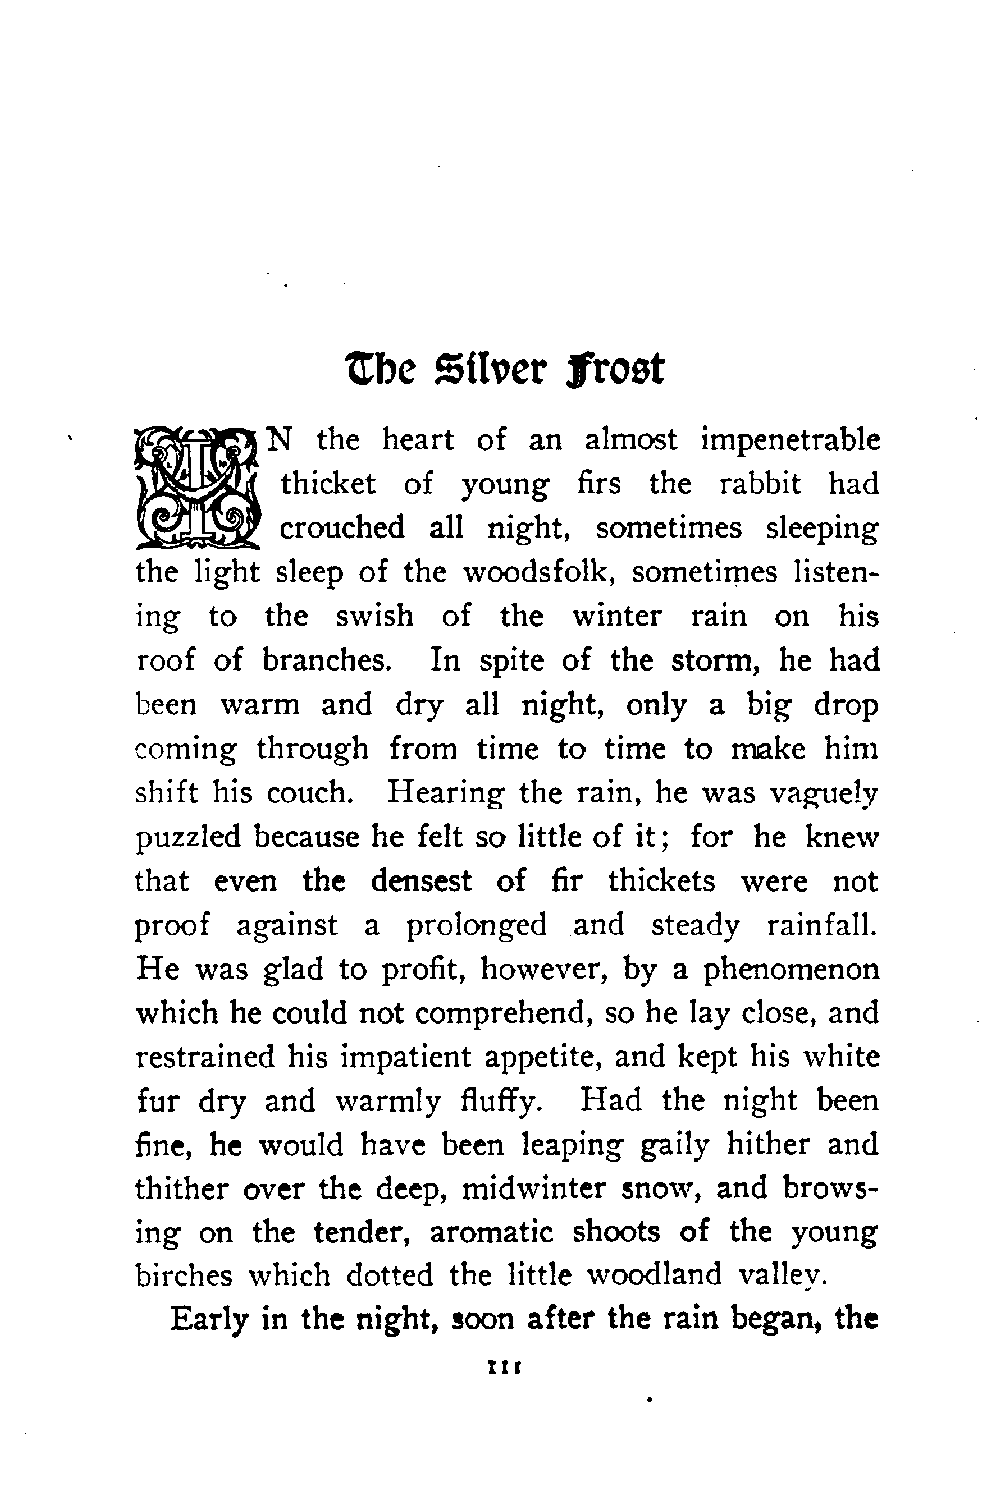 The Silver Frost
IN the heart of an almost impenetrable
thicket of young firs the rabbit had
crouched all night, sometimes sleeping
the light sleep of the woodsfolk, sometimes listen-
ing to the swish of the winter rain on his
roof of branches. In spite of the storm, he had
been warm and dry all night, only a big drop
coming through from time to time to make him
shift his couch. Hearing the rain, he was vaguely
puzzled because he felt so little of it; for he knew
that even the densest of fir thickets were not
proof against a prolonged and steady rainfall.
He was glad to profit, however, by a phenomenon
which he could not comprehend, so he lay close, and
restrained his impatient appetite, and kept his white
fur dry and warmly fluffy. Had the night been
fine, he would have been leaping gaily hither and
thither over the deep, midwinter snow, and brows-
ing on the tender, aromatic shoots of the young
birches which dotted the little woodland valley.
Early in the night, soon after the rain began, the
111